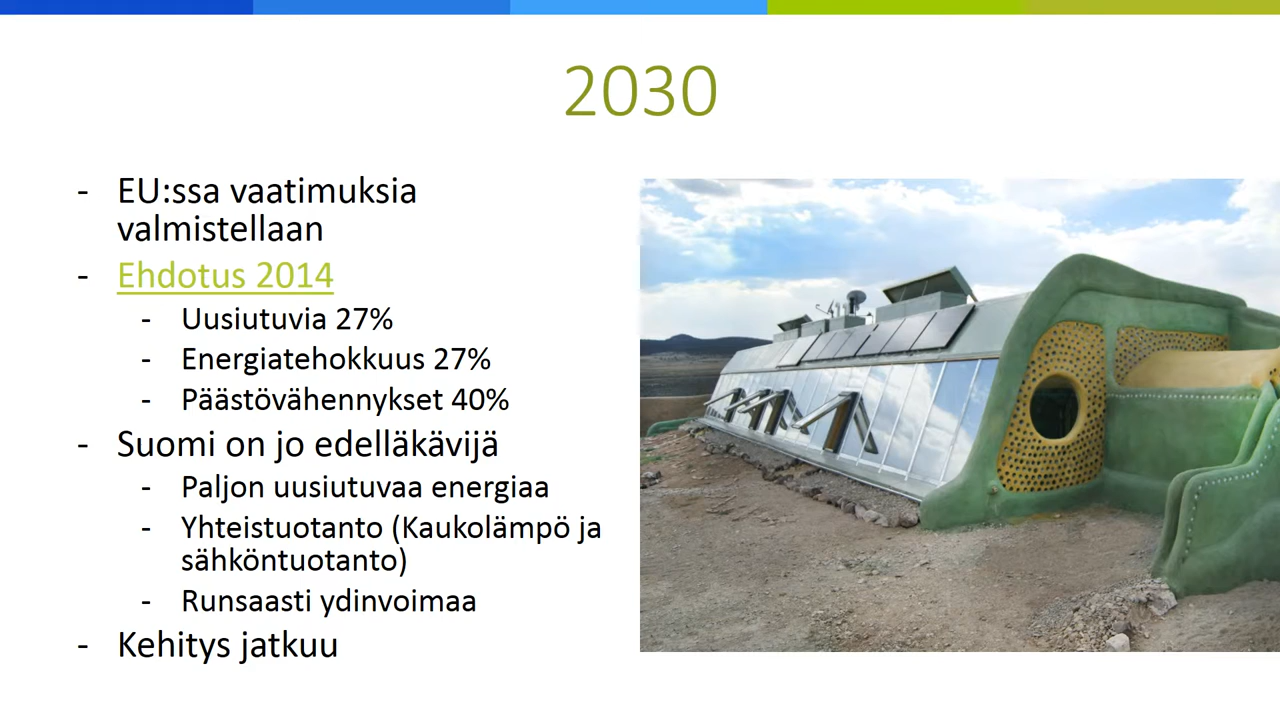 2030
- EU:ssa vaatimuksia
valmistellaan
- Ehdotus 2014
- Uusiutuvia 27%
- Energiatehokkuus 27%
- Päästövähennykset 40%
- Suomi on jo edelläkävijä
- Paljon uusiutuvaa energiaa
- Yhteistuotanto (Kaukolämpö ja
sähköntuotanto)
- Runsaasti ydinvoimaa
- Kehitys jatkuu